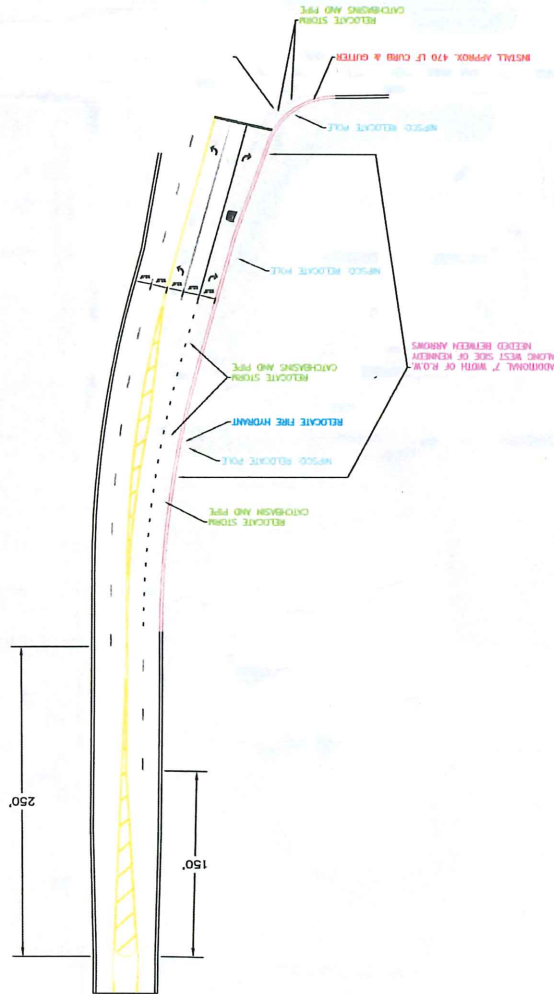 150'
250'
RELOCATE STORM
CATCHBASIN AND PIPE
NIPSCO RELOCATE POLE
RELOCATE FIRE HYDRANT
RELOCATE STORM
CATCHBASINS AND PIPE
ADDITIONAL 7' WIDTH OF R.O.W.
ALONG WEST SIDE OF KENNEDY
NEEDED BETWEEN ARROWS
NIPSCO RELOCATE POLE
NIPSCO RELOCATE
POLE
INSTALL APPROX. 470 LF CURB & GUTTER
RELOCATE STORM
CATCHBASINS AND PIPE